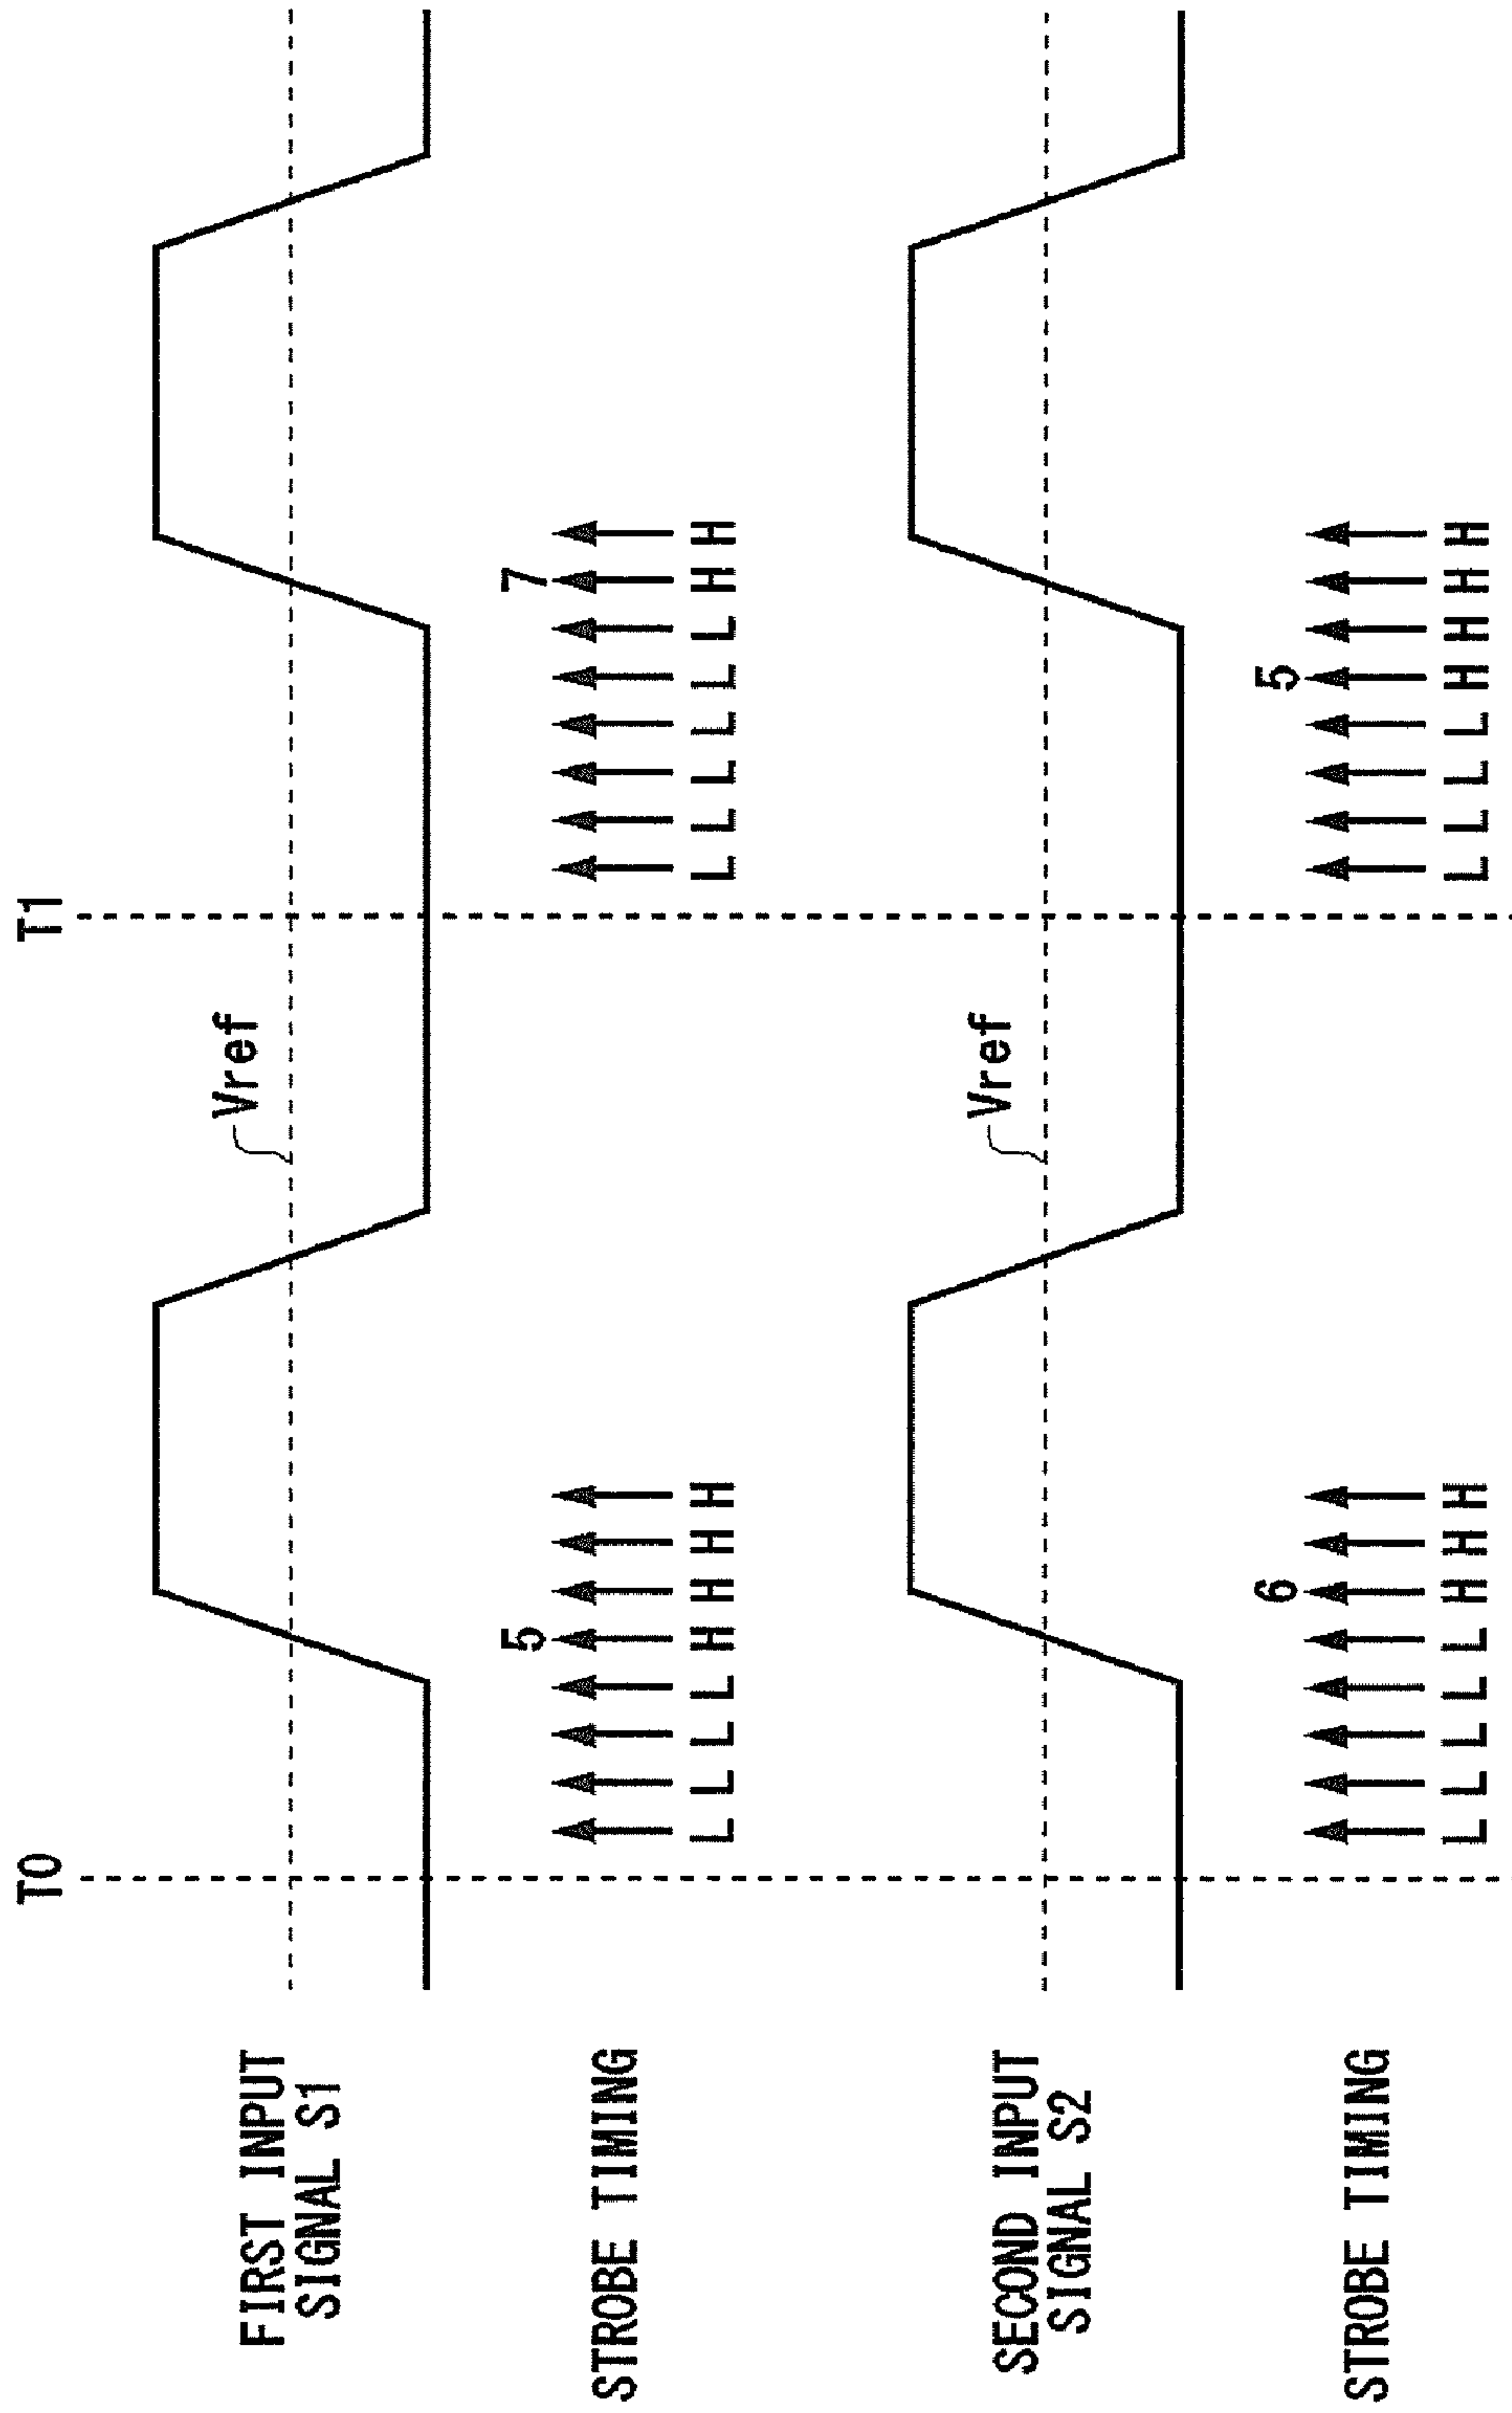 T0 T1
FIRST INPUT
SIGNAL S1
Vref
STROBE TIMING
5 7
L L L L H H H H L L L L L L H H
SECOND INPUT
SIGNAL S2
Vref
STROBE TIMING
6 5
L L L L L H H H L L L L H H H H